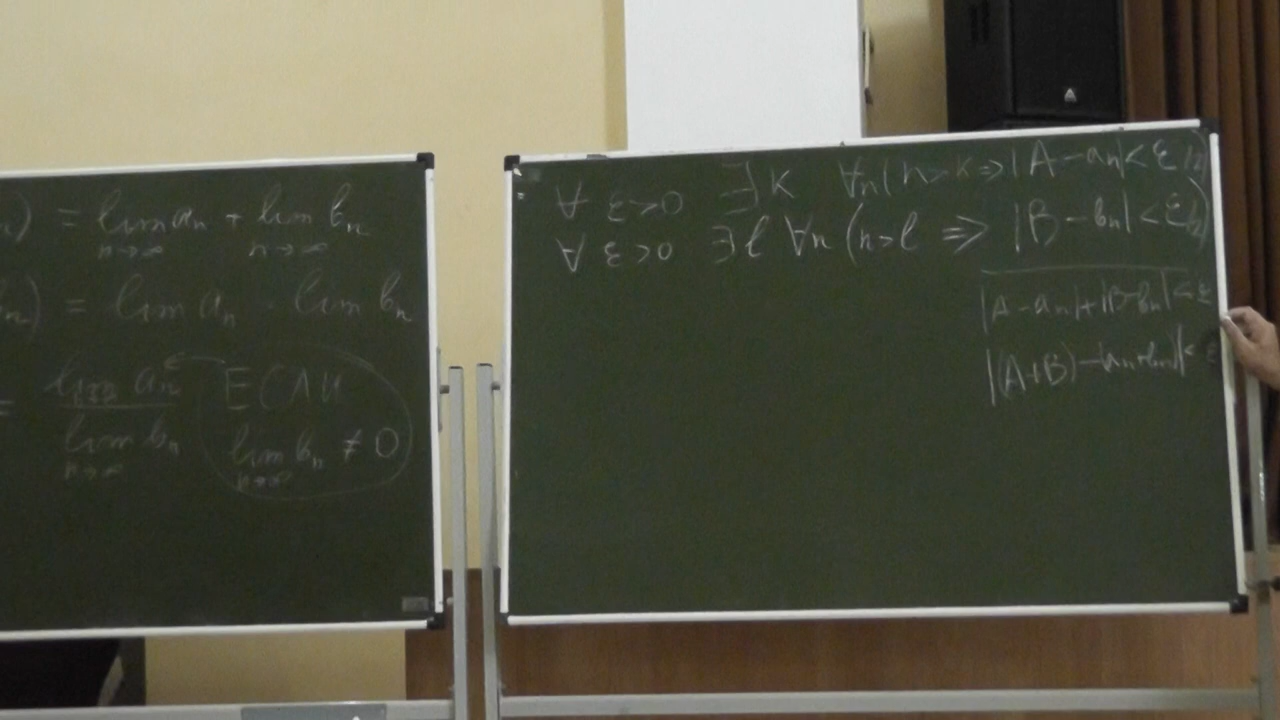 n) = lim aₙ + lim bₙ
n→∞ n→∞
bₙ) = lim aₙ · lim bₙ
= lim aₙ / lim bₙ
n→∞
ЕСЛИ
lim bₙ ≠ 0
n→∞
∀ ε>0 ∃ K ∀n (n>K ⇒ |A - aₙ| < ε/2)
∀ ε>0 ∃ l ∀n (n>l ⇒ |B - bₙ| < ε/2)
|A - aₙ| + |B - bₙ| < ε
|(A+B) - (aₙ+bₙ)| < ε